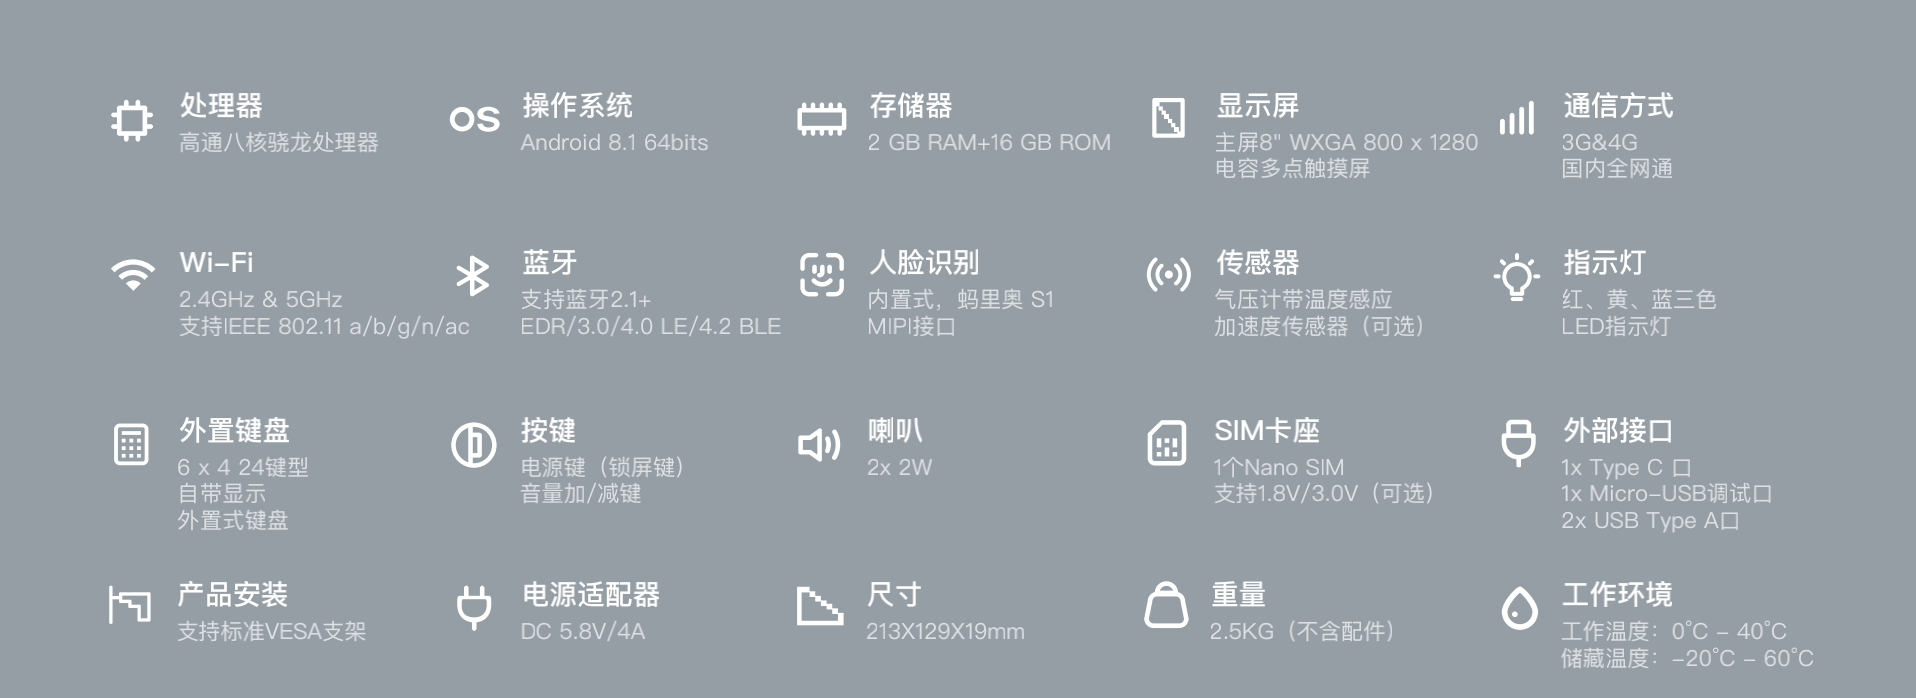 处理器
高通八核骁龙处理器
OS
操作系统
Android 8.1 64bits
存储器
2 GB RAM+16 GB ROM
显示屏
主屏8" WXGA 800 x 1280
电容多点触摸屏
通信方式
3G&4G
国内全网通
Wi-Fi
2.4GHz & 5GHz
支持IEEE 802.11 a/b/g/n/ac
蓝牙
支持蓝牙2.1+
EDR/3.0/4.0 LE/4.2 BLE
人脸识别
内置式，蚂里奥 S1
MIPI接口
传感器
气压计带温度感应
加速度传感器（可选）
指示灯
红、黄、蓝三色
LED指示灯
外置键盘
6 x 4 24键型
自带显示
外置式键盘
按键
电源键（锁屏键）
音量加/减键
喇叭
2x 2W
SIM卡座
1个Nano SIM
支持1.8V/3.0V（可选）
外部接口
1x Type C 口
1x Micro-USB调试口
2x USB Type A口
产品安装
支持标准VESA支架
电源适配器
DC 5.8V/4A
尺寸
213X129X19mm
重量
2.5KG（不含配件）
工作环境
工作温度：0°C - 40°C
储藏温度：-20°C - 60°C